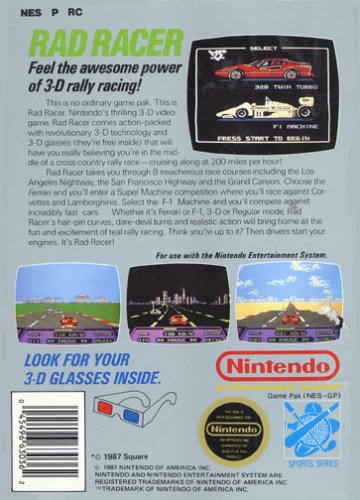 NES P RC
RAD RACER
Feel the awesome power
of 3-D rally racing!
SELECT
328 TWIN TURBO
F1 MACHINE
PRESS START TO BEGIN
This is no ordinary game pak. This is
Rad Racer. Nintendo's thrilling 3-D video
game. Rad Racer comes action-packed
with revolutionary 3-D technology and
3-D glasses (they're free inside) that will
have you really believing you're in the mid-
dle of a cross country rally race — cruising along at 200 miles per hour!
Rad Racer takes you through 8 treacherous race courses including the Los
Angeles Nightway, the San Francisco Highway and the Grand Canyon. Choose the
Ferrari and you'll enter a Super Machine competition where you'll race against Cor-
vettes and Lamborghinis. Select the F-1 Machine and you'll compete against
incredibly fast cars. Whether it's Ferrari or F-1, 3-D or Regular mode, Rad
Racer's hair-pin curves, dare-devil turns and realistic action will bring home all the
fun and excitement of real rally racing. Think you're up to it? Then drivers start your
engines. It's Rad Racer!
For use with the Nintendo Entertainment System.
PAUSE
PAUSE
LOOK FOR YOUR
3-D GLASSES INSIDE.
Nintendo
ENTERTAINMENT SYSTEM
Game Pak (NES-GP)
Nintendo
SPORTS SERIES
© 1987 Square
© 1987 NINTENDO OF AMERICA INC.
NINTENDO AND NINTENDO ENTERTAINMENT SYSTEM ARE
REGISTERED TRADEMARKS OF NINTENDO OF AMERICA INC.
™TRADEMARK OF NINTENDO OF AMERICA INC.